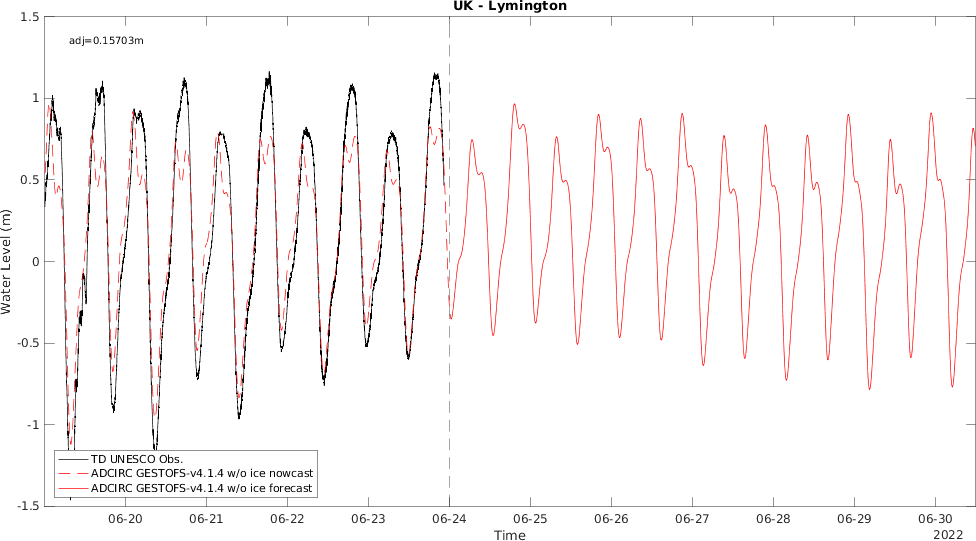 UK - Lymington
adj=0.15703m
1.5
1
0.5
0
-0.5
-1
-1.5
Water Level (m)
TD UNESCO Obs.
ADCIRC GESTOFS-v4.1.4 w/o ice nowcast
ADCIRC GESTOFS-v4.1.4 w/o ice forecast
06-20 06-21 06-22 06-23 06-24 06-25 06-26 06-27 06-28 06-29 06-30
Time
2022